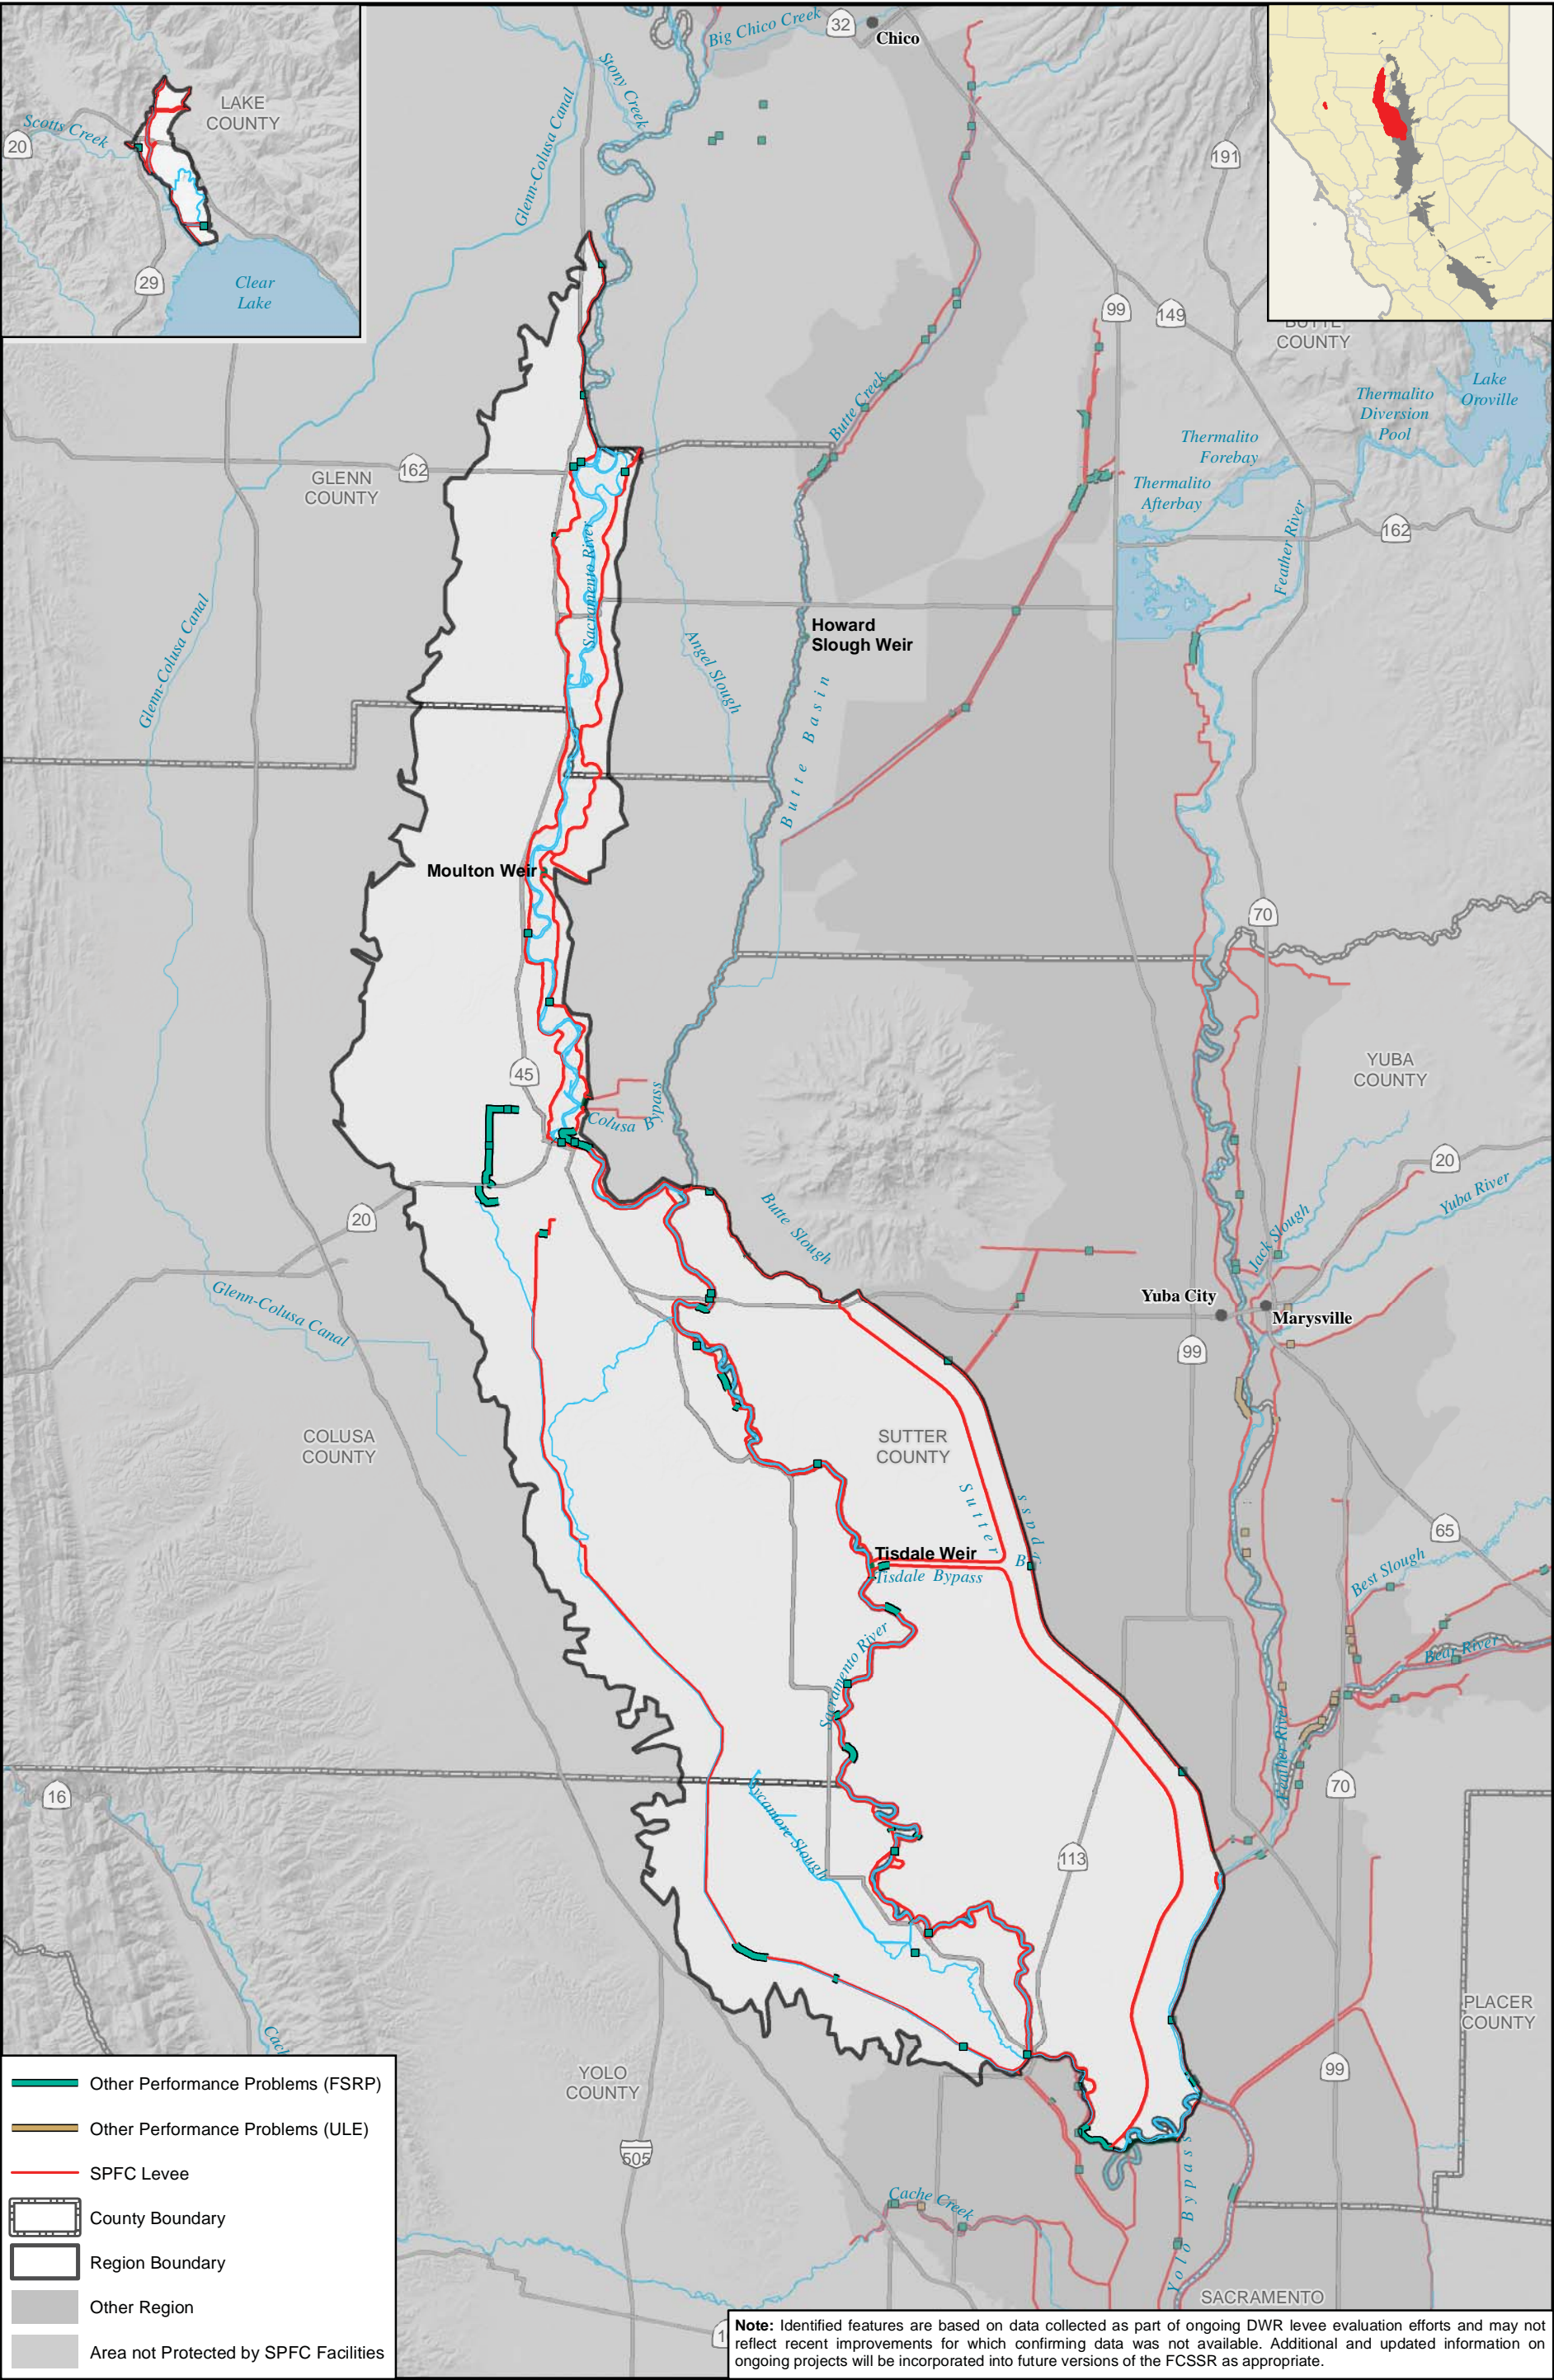 LAKE
COUNTY
Scotts Creek
20
29
Clear
Lake
Big Chico Creek
32
Chico
Stony Creek
Glenn-Colusa Canal
191
99
149
BUTTE
COUNTY
Lake
Oroville
Thermalito
Diversion
Pool
Thermalito
Forebay
Thermalito
Afterbay
Butte Creek
GLENN
COUNTY
162
162
Feather River
Sacramento River
Howard
Slough Weir
Angel Slough
Butte Basin
Glenn-Colusa Canal
Moulton Weir
70
YUBA
COUNTY
45
Colusa Bypass
20
Yuba River
Jack Slough
Butte Slough
20
Glenn-Colusa Canal
Yuba City
Marysville
99
COLUSA
COUNTY
SUTTER
COUNTY
Sutter
Bypass
65
Tisdale Weir
Tisdale Bypass
Best Slough
Bear River
Sacramento River
Feather River
70
16
Sycamore Slough
113
PLACER
COUNTY
99
Cach
YOLO
COUNTY
505
Cache Creek
Yolo Bypass
SACRAMENTO
1
Other Performance Problems (FSRP)
Other Performance Problems (ULE)
SPFC Levee
County Boundary
Region Boundary
Other Region
Area not Protected by SPFC Facilities
Note: Identified features are based on data collected as part of ongoing DWR levee evaluation efforts and may not
reflect recent improvements for which confirming data was not available. Additional and updated information on
ongoing projects will be incorporated into future versions of the FCSSR as appropriate.